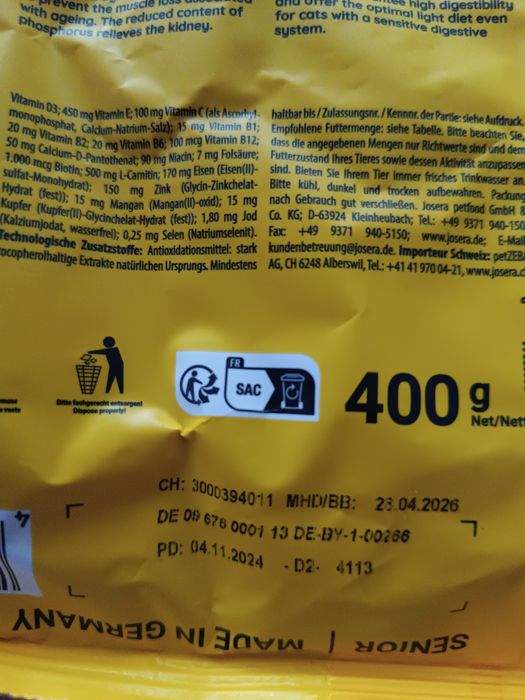 prevent the muscle loss associated
with ageing. The reduced content of
phosphorus relieves the kidney.
and offer the optimal light diet even
for cats with a sensitive digestive
system.
high digestibility
Vitamin D3; 450 mg Vitamin E; 100 mg Vitamin C (als Ascorbyl-
monophosphat, Calcium-Natrium-Salz); 15 mg Vitamin B1;
20 mg Vitamin B2; 20 mg Vitamin B6; 100 mcg Vitamin B12;
50 mg Calcium-D-Pantothenat; 90 mg Niacin; 7 mg Folsäure;
1.000 mcg Biotin; 500 mg L-Carnitin; 170 mg Eisen (Eisen(II)-
sulfat-Monohydrat); 150 mg Zink (Glycin-Zinkchelat-
Hydrat (fest)); 15 mg Mangan (Mangan(II)-oxid); 15 mg
Kupfer (Kupfer(II)-Glycinchelat-Hydrat (fest)); 1,80 mg Jod
(Kalziumjodat, wasserfrei); 0,25 mg Selen (Natriumselenit).
Technologische Zusatzstoffe: Antioxidationsmittel: stark
tocopherolhaltige Extrakte natürlichen Ursprungs. Mindestens
haltbar bis / Zulassungsnr. / Kennnr. der Partie: siehe Aufdruck.
Empfohlene Futtermenge: siehe Tabelle. Bitte beachten Sie,
dass die angegebenen Mengen nur Richtwerte sind und dem
Futterzustand Ihres Tieres sowie dessen Aktivität anzupassen
sind. Bieten Sie Ihrem Tier immer frisches Trinkwasser an.
Bitte kühl, dunkel und trocken aufbewahren. Packung
nach Gebrauch gut verschließen. Josera petfood GmbH &
Co. KG; D-63924 Kleinheubach; Tel.: +49 9371 940-150
Fax: +49 9371 940-5150; www.josera.de; E-Mail
kundenbetreuung@josera.de. Importeur Schweiz: petZEBA
AG, CH 6248 Alberswil, Tel.: +41 41 970 04-21, www.josera.ch
Bitte fachgerecht entsorgen!
Dispose properly!
FR
SAC
400 g
Net/Nett
CH: 3000394011 MHD/BB: 23.04.2026
DE 09 676 0001 13 DE-BY-1-00266
PD: 04.11.2024 - D2- 4113
4
SENIOR | MADE IN GERMANY